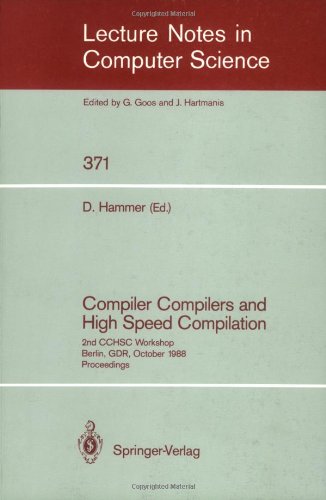 Lecture Notes in
Computer Science
Edited by G. Goos and J. Hartmanis
371
D. Hammer (Ed.)
Compiler Compilers and
High Speed Compilation
2nd CCHSC Workshop
Berlin, GDR, October 1988
Proceedings
Springer-Verlag